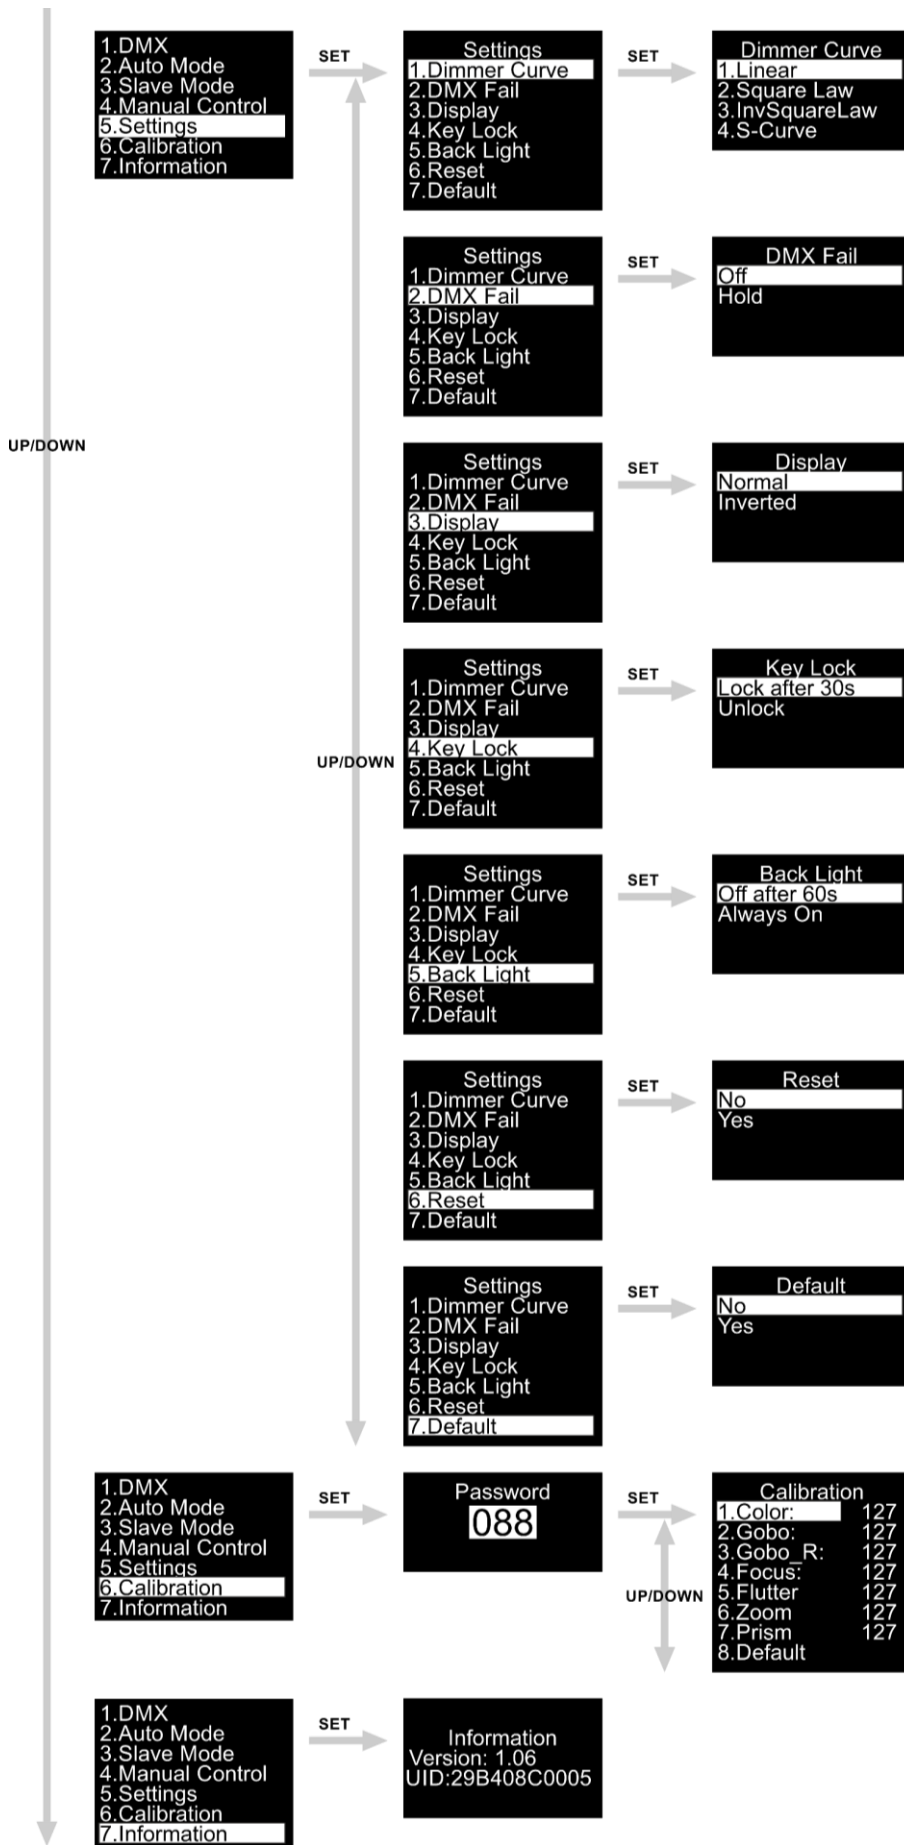 1.DMX
2.Auto Mode
3.Slave Mode
4.Manual Control
5.Settings
6.Calibration
7.Information
SET
Settings
1.Dimmer Curve
2.DMX Fail
3.Display
4.Key Lock
5.Back Light
6.Reset
7.Default
SET
Dimmer Curve
1.Linear
2.Square Law
3.InvSquareLaw
4.S-Curve
Settings
1.Dimmer Curve
2.DMX Fail
3.Display
4.Key Lock
5.Back Light
6.Reset
7.Default
SET
DMX Fail
Off
Hold
UP/DOWN
Settings
1.Dimmer Curve
2.DMX Fail
3.Display
4.Key Lock
5.Back Light
6.Reset
7.Default
SET
Display
Normal
Inverted
UP/DOWN
Settings
1.Dimmer Curve
2.DMX Fail
3.Display
4.Key Lock
5.Back Light
6.Reset
7.Default
SET
Key Lock
Lock after 30s
Unlock
Settings
1.Dimmer Curve
2.DMX Fail
3.Display
4.Key Lock
5.Back Light
6.Reset
7.Default
SET
Back Light
Off after 60s
Always On
Settings
1.Dimmer Curve
2.DMX Fail
3.Display
4.Key Lock
5.Back Light
6.Reset
7.Default
SET
Reset
No
Yes
Settings
1.Dimmer Curve
2.DMX Fail
3.Display
4.Key Lock
5.Back Light
6.Reset
7.Default
SET
Default
No
Yes
1.DMX
2.Auto Mode
3.Slave Mode
4.Manual Control
5.Settings
6.Calibration
7.Information
SET
Password
088
SET
UP/DOWN
Calibration
1.Color: 127
2.Gobo: 127
3.Gobo_R: 127
4.Focus: 127
5.Flutter 127
6.Zoom 127
7.Prism 127
8.Default
1.DMX
2.Auto Mode
3.Slave Mode
4.Manual Control
5.Settings
6.Calibration
7.Information
SET
Information
Version: 1.06
UID:29B408C0005